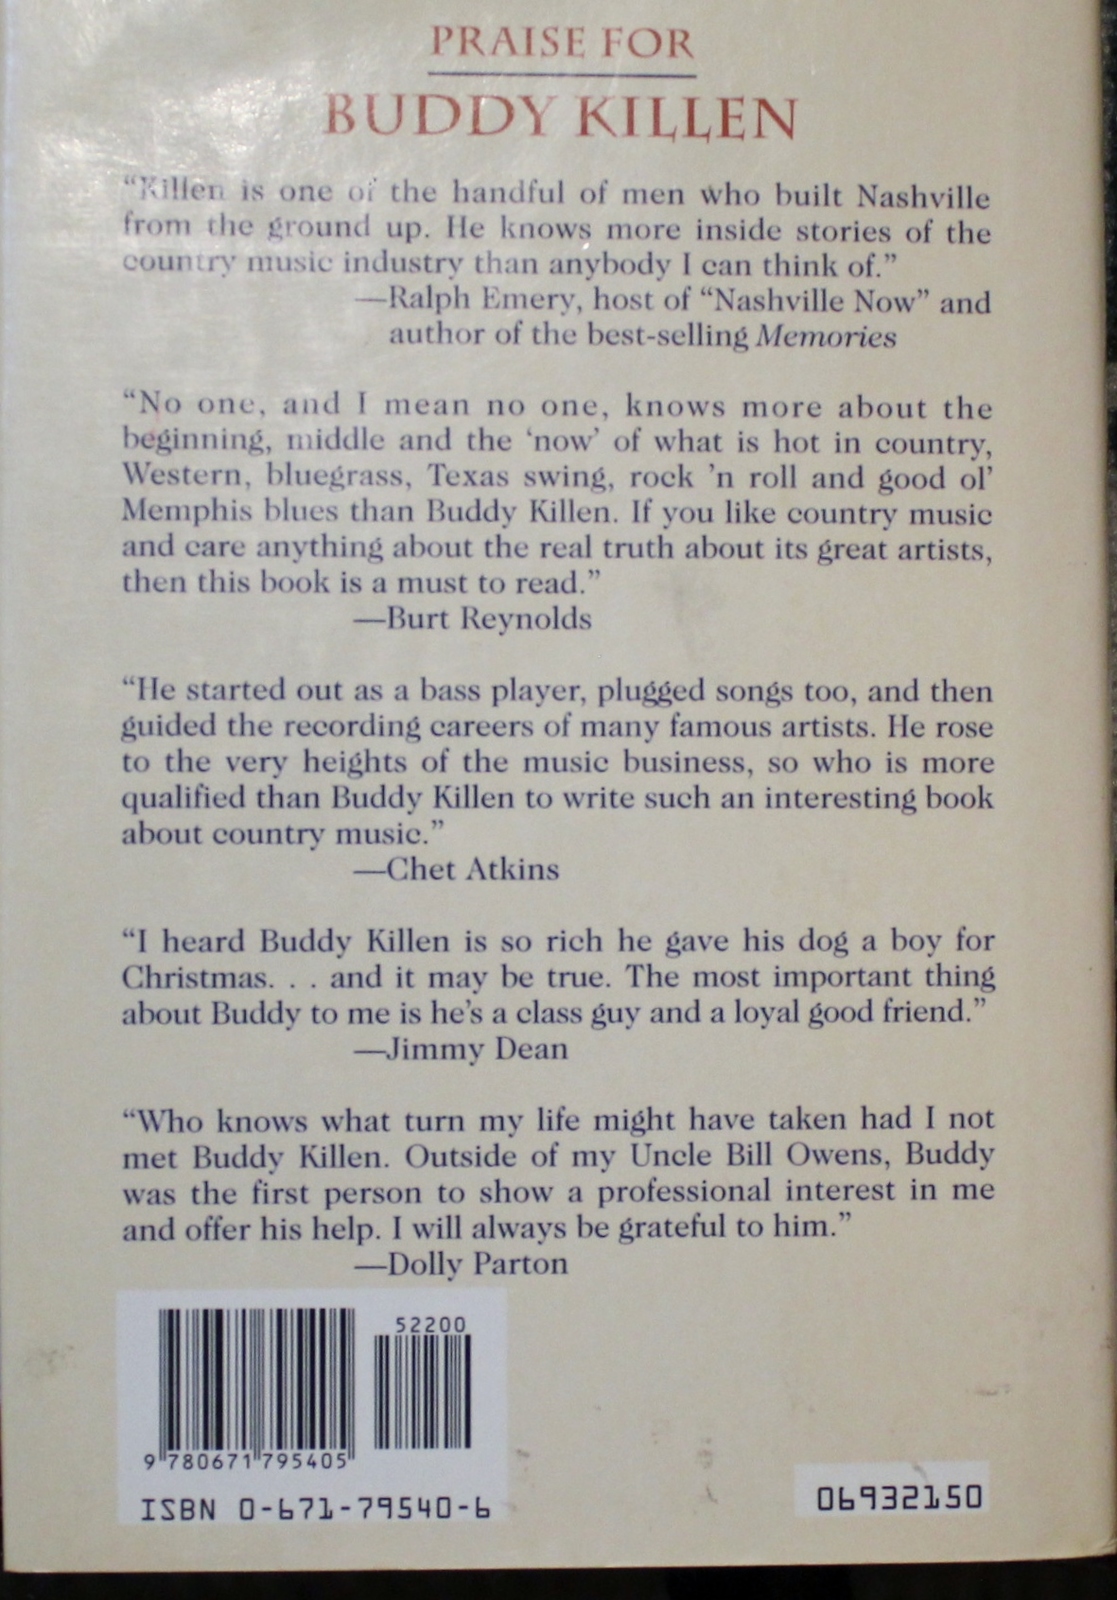 PRAISE FOR
BUDDY KILLEN
“Killen is one of the handful of men who built Nashville
from the ground up. He knows more inside stories of the
country music industry than anybody I can think of.”
—Ralph Emery, host of “Nashville Now” and
author of the best-selling Memories
“No one, and I mean no one, knows more about the
beginning, middle and the ‘now’ of what is hot in country,
Western, bluegrass, Texas swing, rock ’n roll and good ol’
Memphis blues than Buddy Killen. If you like country music
and care anything about the real truth about its great artists,
then this book is a must to read.”
—Burt Reynolds
“He started out as a bass player, plugged songs too, and then
guided the recording careers of many famous artists. He rose
to the very heights of the music business, so who is more
qualified than Buddy Killen to write such an interesting book
about country music.”
—Chet Atkins
“I heard Buddy Killen is so rich he gave his dog a boy for
Christmas. . . and it may be true. The most important thing
about Buddy to me is he’s a class guy and a loyal good friend.”
—Jimmy Dean
“Who knows what turn my life might have taken had I not
met Buddy Killen. Outside of my Uncle Bill Owens, Buddy
was the first person to show a professional interest in me
and offer his help. I will always be grateful to him.”
—Dolly Parton
52200
9 780671 795405
ISBN 0-671-79540-6
06932150